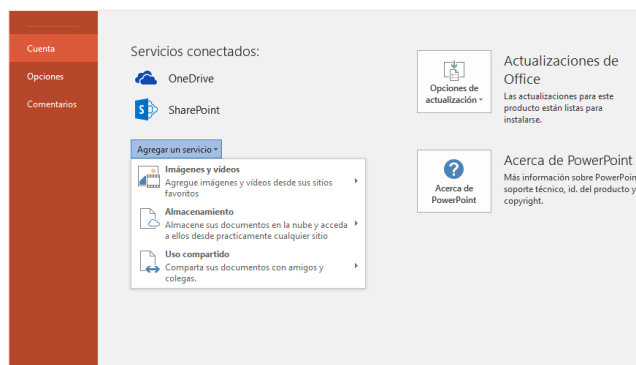 Cuenta
Opciones
Comentarios
Servicios conectados:
OneDrive
SharePoint
Agregar un servicio
Imágenes y vídeos
Agregue imágenes y vídeos desde sus sitios
favoritos
Almacenamiento
Almacene sus documentos en la nube y acceda
a ellos desde practicamente cualquier sitio
Uso compartido
Comparta sus documentos con amigos y
colegas.
Opciones de
actualización
Actualizaciones de
Office
Las actualizaciones para este
producto están listas para
instalarse.
Acerca de
PowerPoint
Acerca de PowerPoint
Más información sobre PowerPoin
soporte técnico, id. del producto y
copyright.